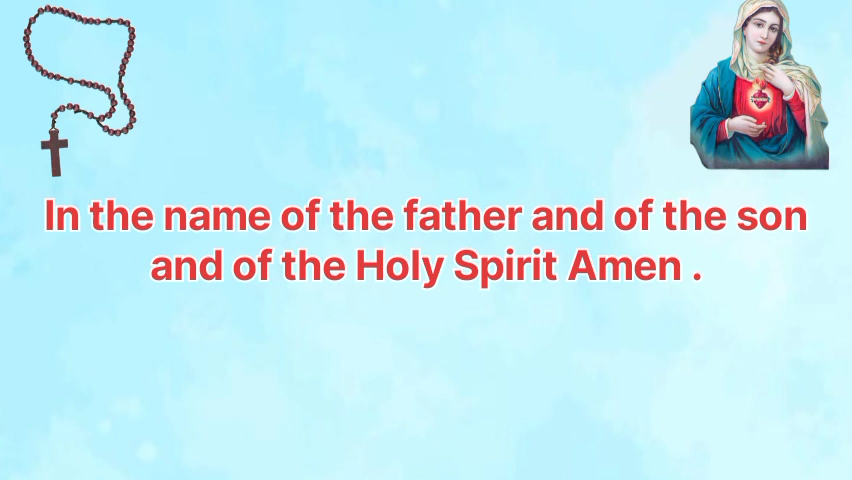 In the name of the father and of the son
and of the Holy Spirit Amen .